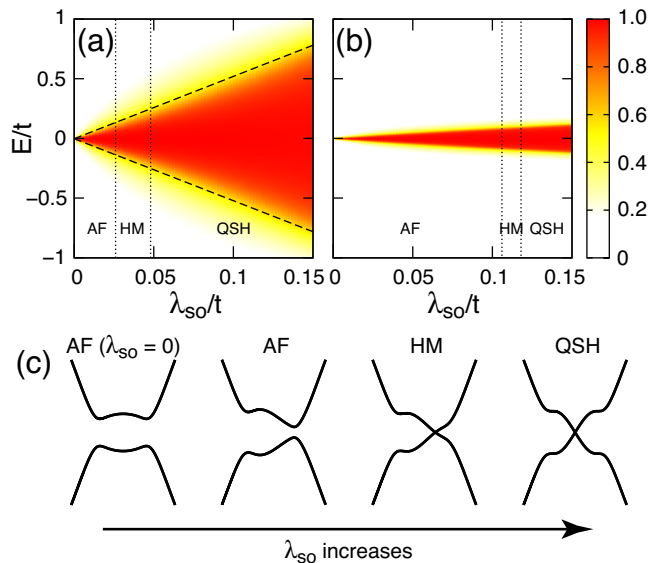 (a)
(b)
E/t
1
0.5
0
−0.5
−1
AF
HM
QSH
AF
HM
QSH
0
0.05
0.1
0.15
0
0.05
0.1
0.15
λso/t
λso/t
1.0
0.8
0.6
0.4
0.2
0
(c)
AF (λso = 0)
AF
HM
QSH
λso increases